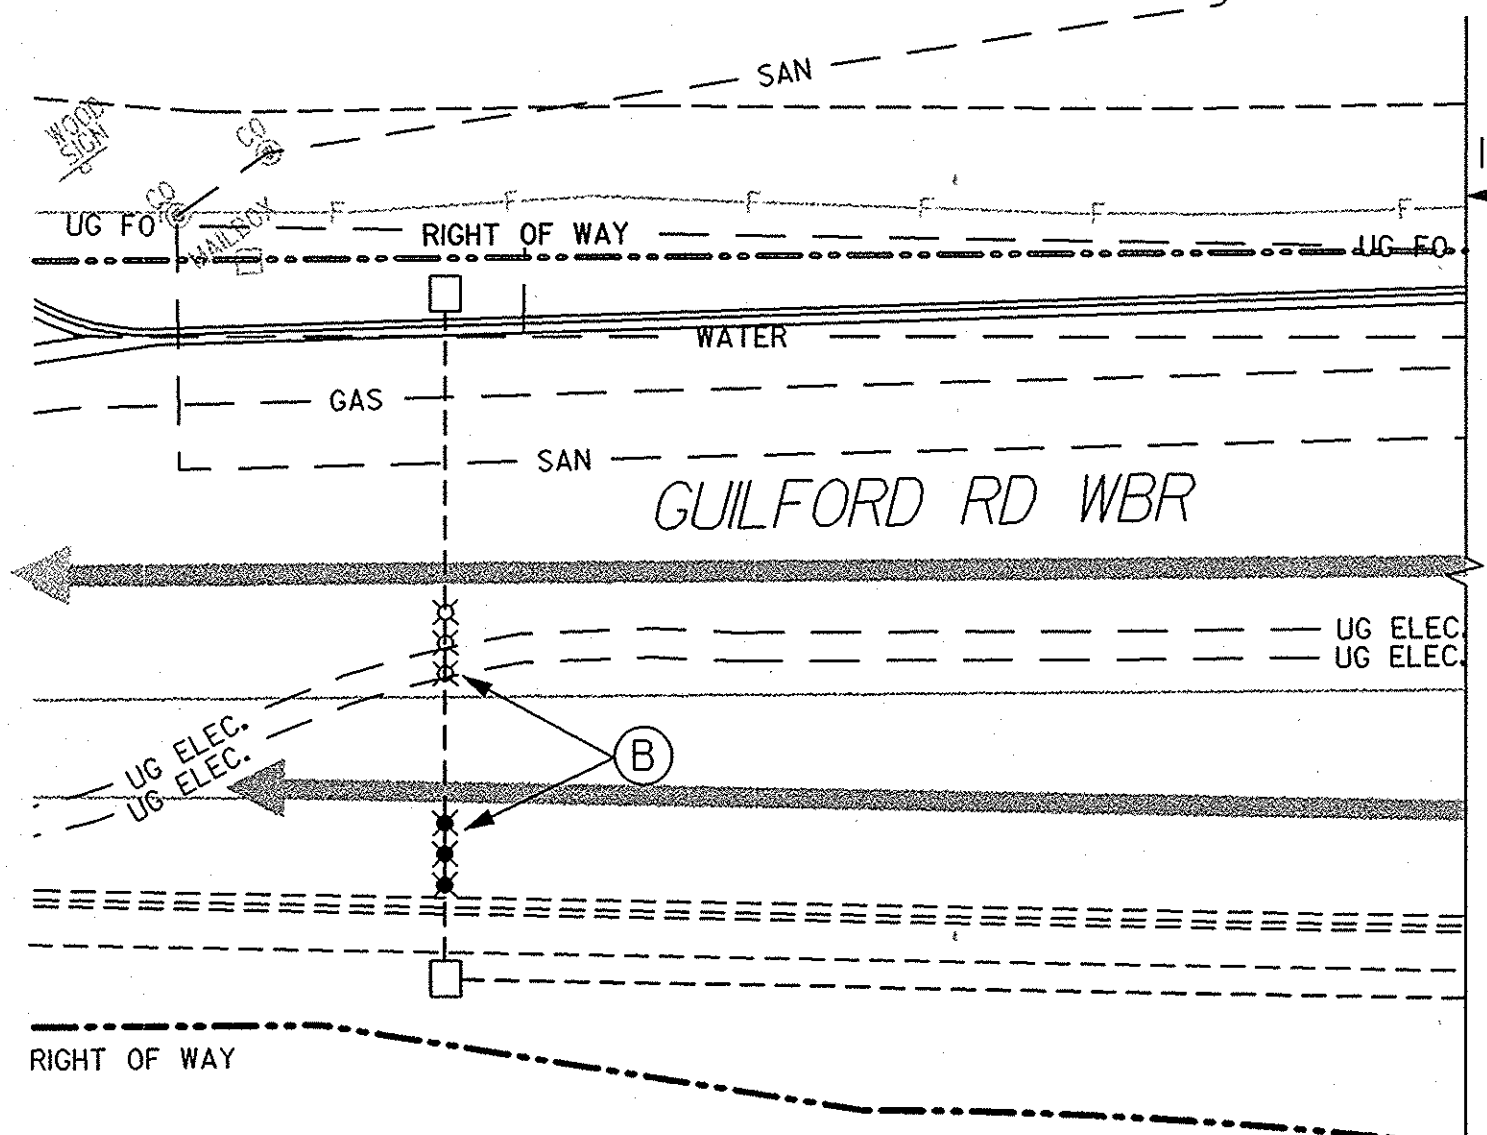 SAN
WOOD
SIGN
CO
CO
UG FO
MAILBOX
RIGHT OF WAY
F
F
F
F
F
F
UG FO
WATER
GAS
SAN
GUILFORD RD WBR
UG ELEC.
UG ELEC.
UG ELEC.
UG ELEC.
B
RIGHT OF WAY